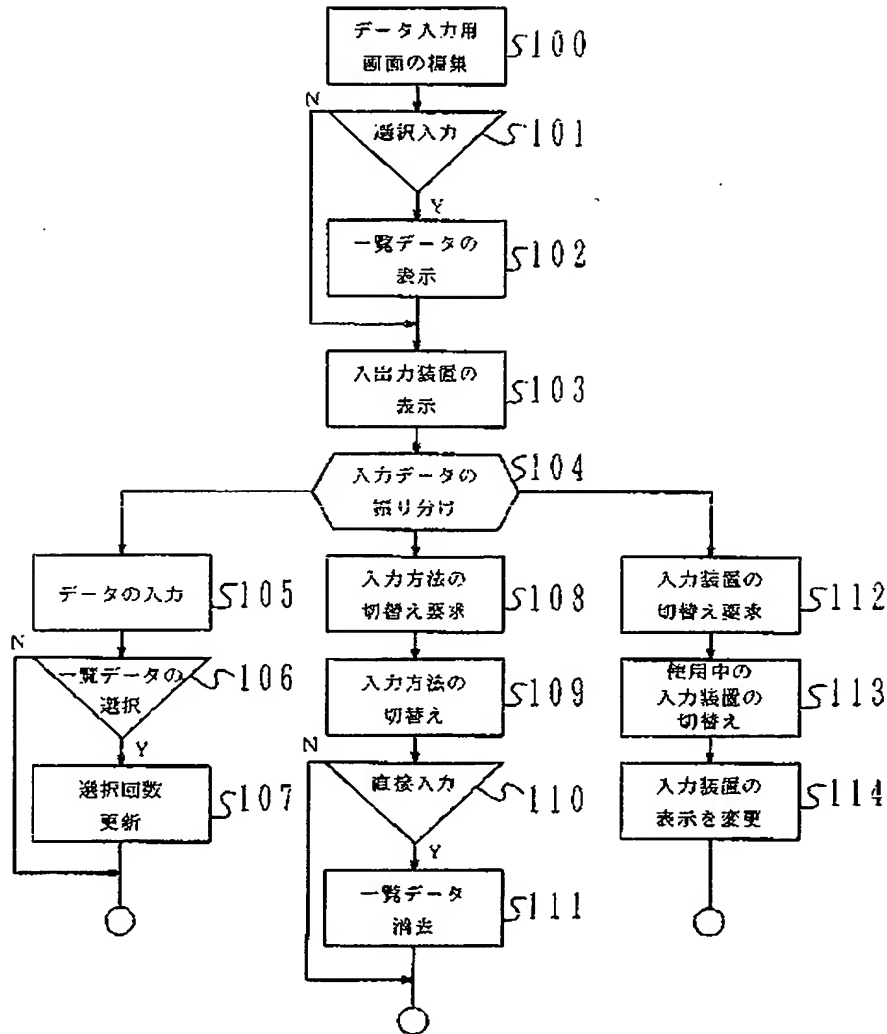 データ入力用
画面の編集
S100
N
選択入力
S101
Y
一覧データの
表示
S102
入出力装置の
表示
S103
入力データの
振り分け
S104
データの入力
S105
N
一覧データの
選択
106
Y
選択回数
更新
S107
入力方法の
切替え要求
S108
入力方法の
切替え
S109
N
直接入力
110
Y
一覧データ
消去
S111
入力装置の
切替え要求
S112
使用中の
入力装置の
切替え
S113
入力装置の
表示を変更
S114